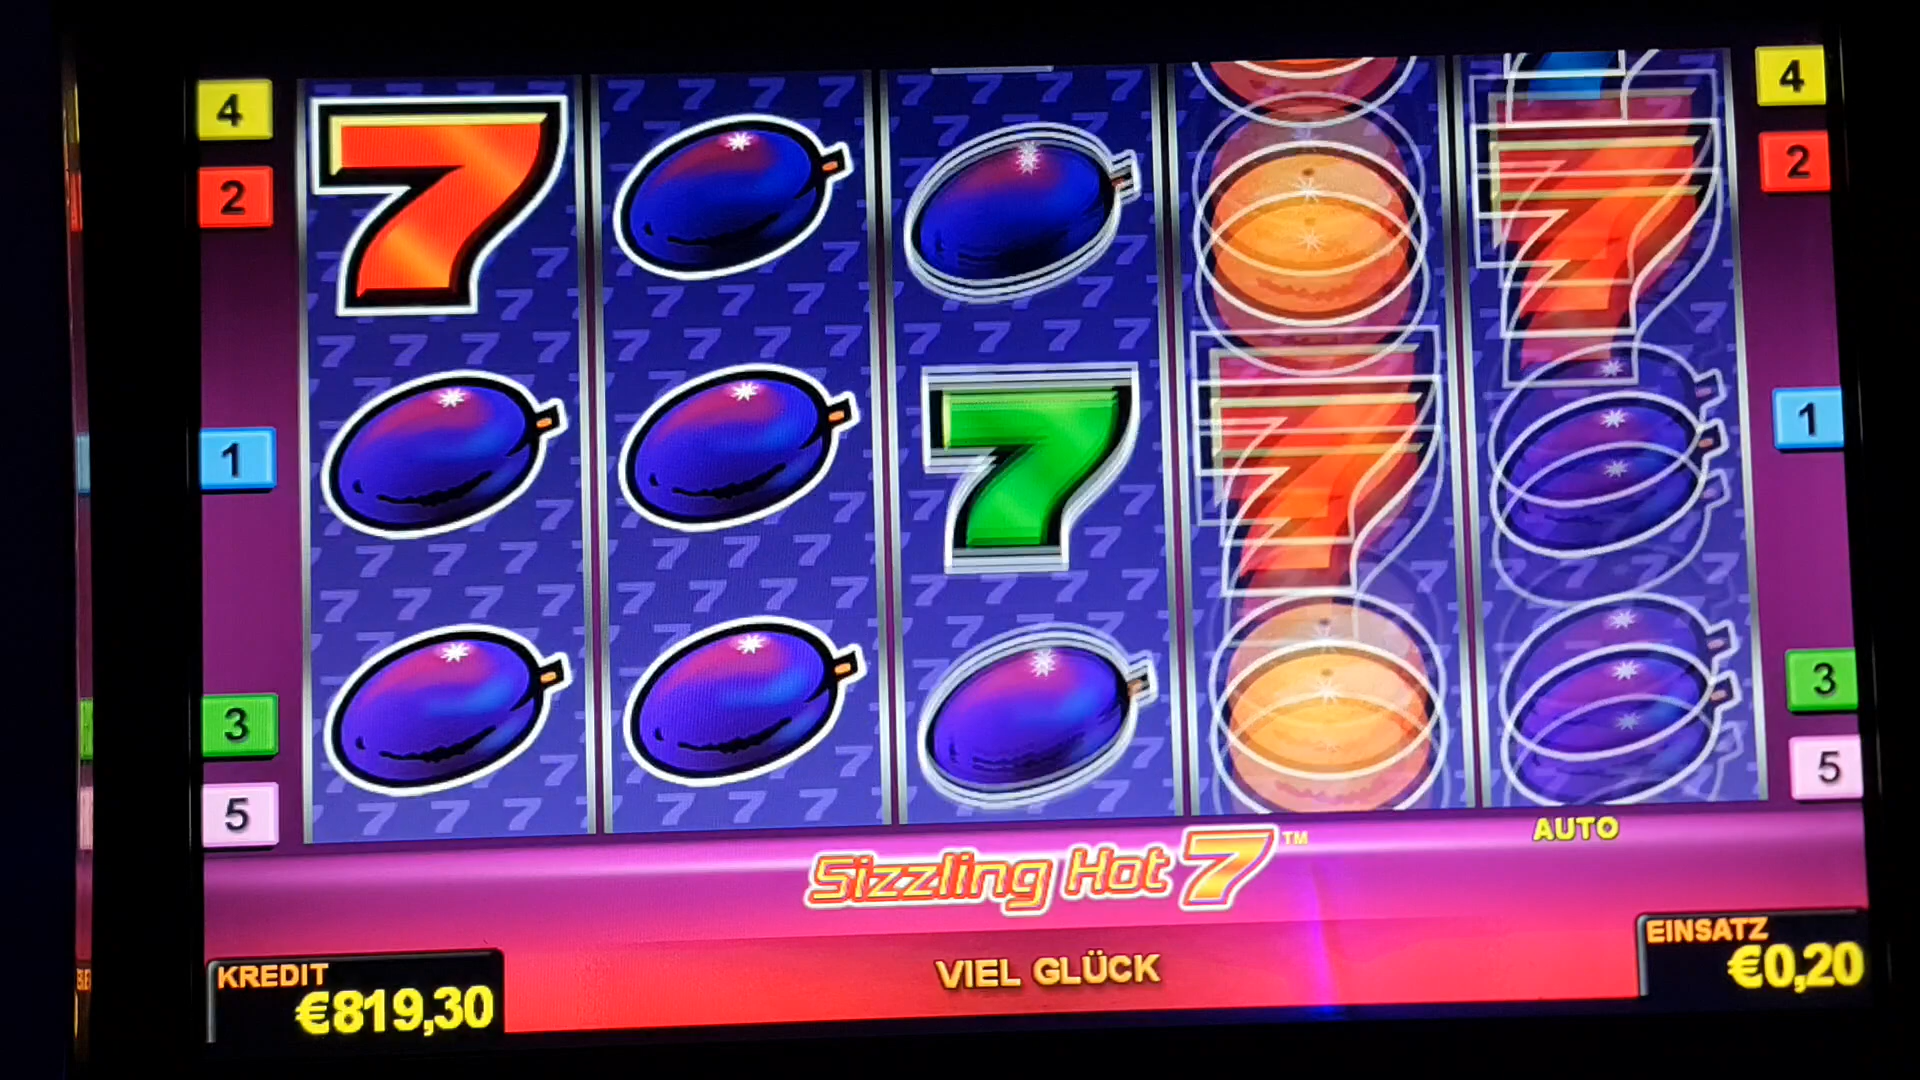 4
4
2
2
1
1
3
3
5
5
AUTO
Sizzling Hot 7™
KREDIT
€819,30
VIEL GLÜCK
EINSATZ
€0,20